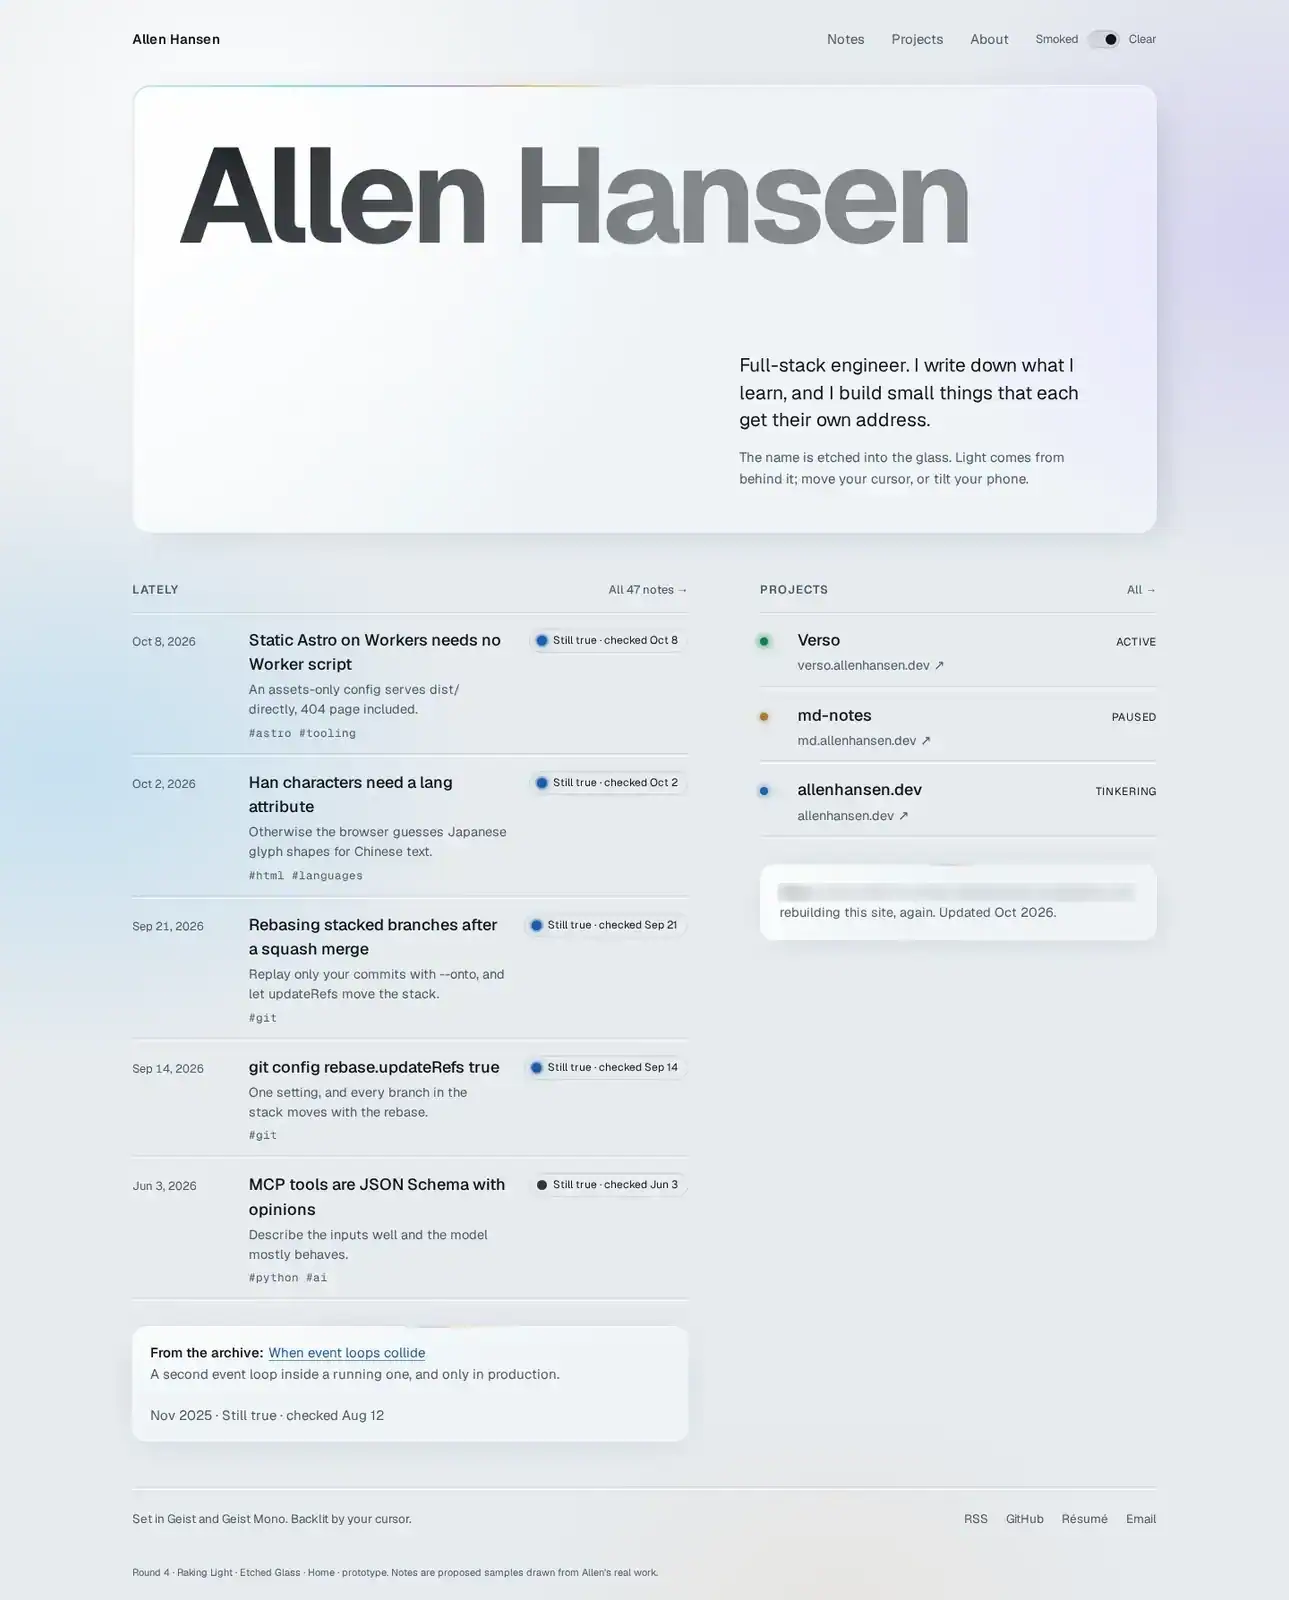 Allen Hansen
Notes Projects About Smoked Clear
Allen Hansen
Full-stack engineer. I write down what I
learn, and I build small things that each
get their own address.
The name is etched into the glass. Light comes from
behind it; move your cursor, or tilt your phone.
LATELY All 47 notes →
Oct 8, 2026
Static Astro on Workers needs no
Worker script
Still true · checked Oct 8
An assets-only config serves dist/
directly, 404 page included.
#astro #tooling
Oct 2, 2026
Han characters need a lang
attribute
Still true · checked Oct 2
Otherwise the browser guesses Japanese
glyph shapes for Chinese text.
#html #languages
Sep 21, 2026
Rebasing stacked branches after
a squash merge
Still true · checked Sep 21
Replay only your commits with --onto, and
let updateRefs move the stack.
#git
Sep 14, 2026
git config rebase.updateRefs true
Still true · checked Sep 14
One setting, and every branch in the
stack moves with the rebase.
#git
Jun 3, 2026
MCP tools are JSON Schema with
opinions
Still true · checked Jun 3
Describe the inputs well and the model
mostly behaves.
#python #ai
From the archive: When event loops collide
A second event loop inside a running one, and only in production.
Nov 2025 · Still true · checked Aug 12
PROJECTS All →
Verso ACTIVE
verso.allenhansen.dev ↗
md-notes PAUSED
md.allenhansen.dev ↗
allenhansen.dev TINKERING
allenhansen.dev ↗
rebuilding this site, again. Updated Oct 2026.
Set in Geist and Geist Mono. Backlit by your cursor.
RSS GitHub Résumé Email
Round 4 · Raking Light · Etched Glass · Home · prototype. Notes are proposed samples drawn from Allen's real work.